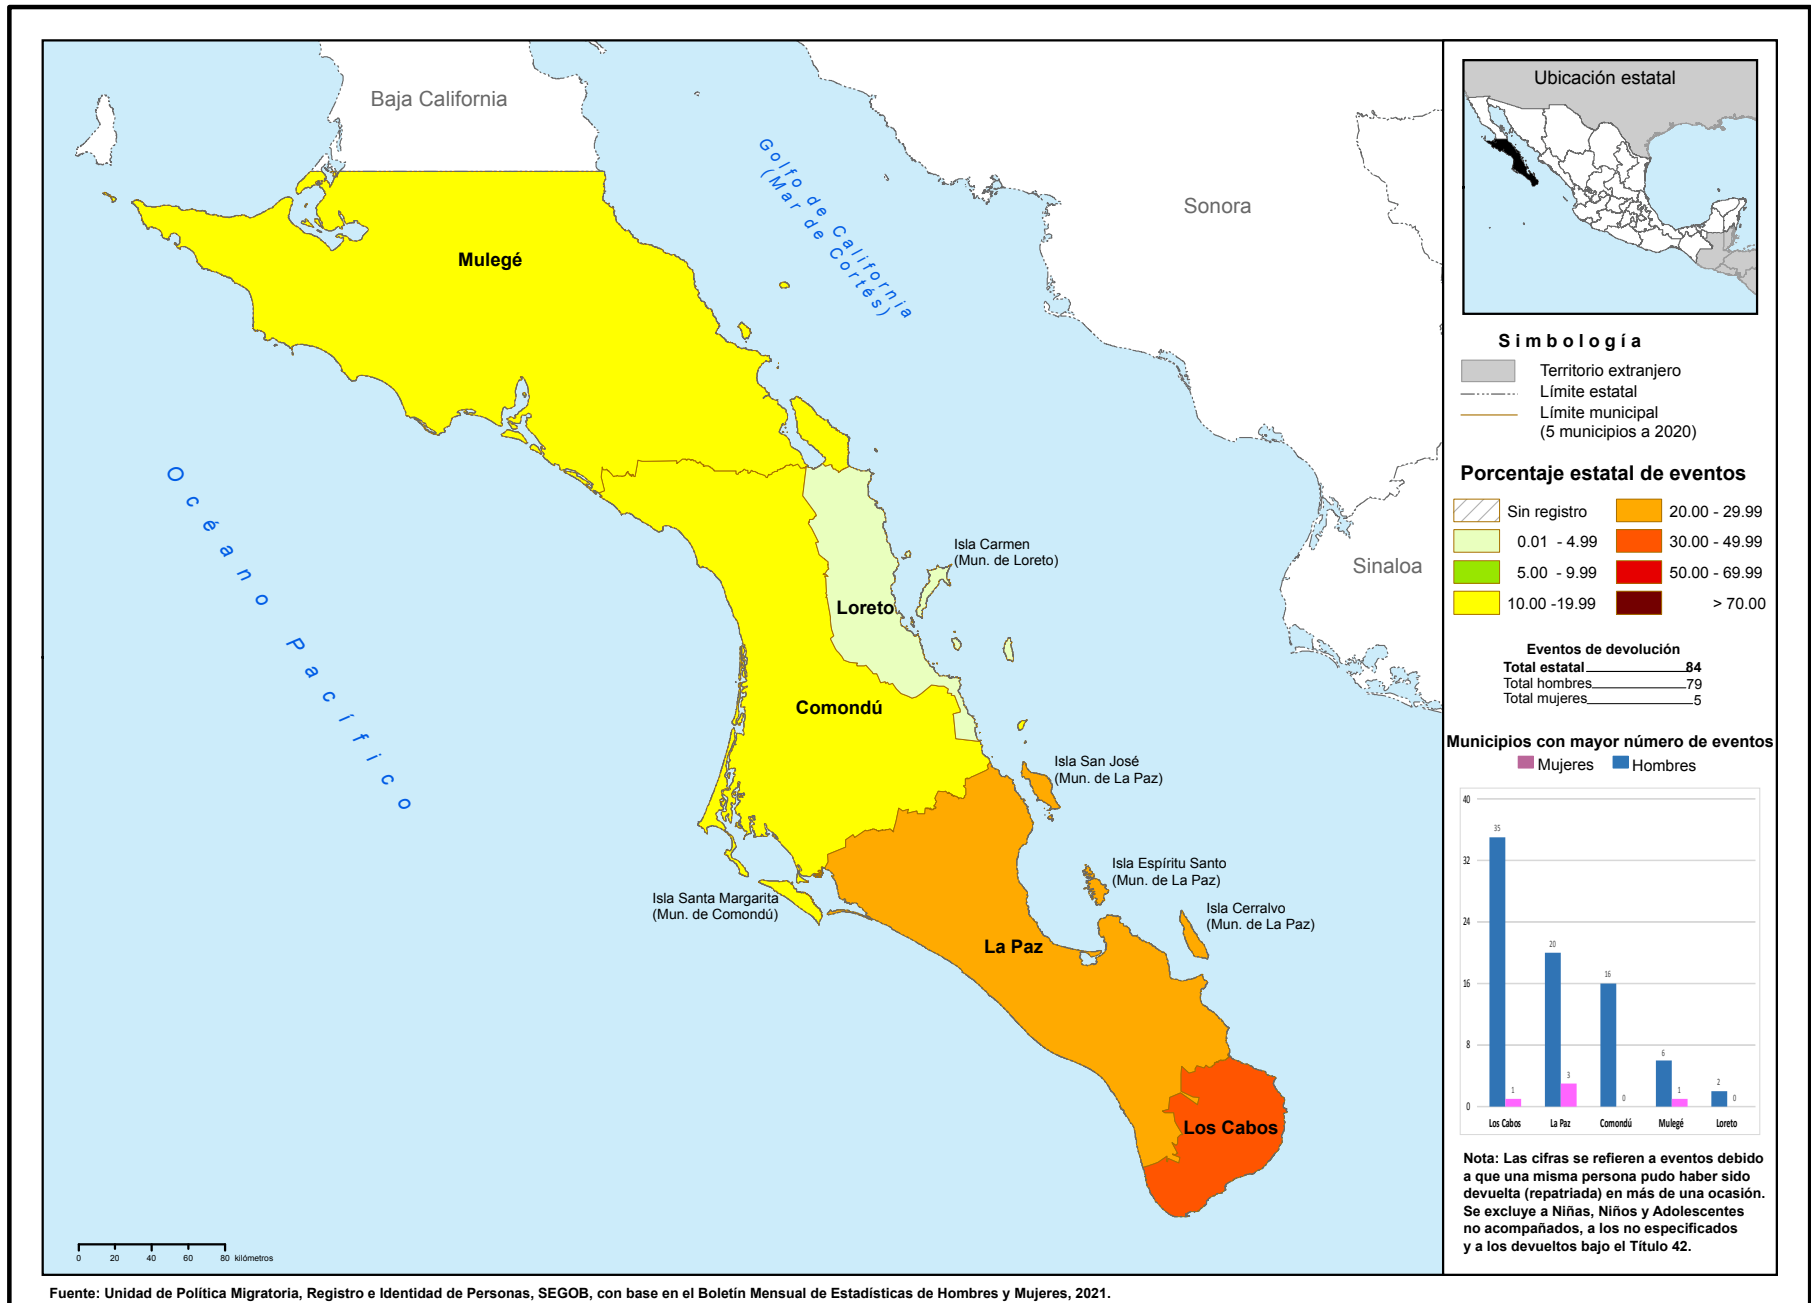 Baja California
Golfo de California
(Mar de Cortés)
Sonora
Mulegé
Océano Pacífico
Isla Carmen
(Mun. de Loreto)
Sinaloa
Loreto
Comondú
Isla San José
(Mun. de La Paz)
Isla Espíritu Santo
(Mun. de La Paz)
Isla Santa Margarita
(Mun. de Comondú)
Isla Cerralvo
(Mun. de La Paz)
La Paz
Los Cabos
0 20 40 60 80 kilómetros
Ubicación estatal
Simbología
Territorio extranjero
Límite estatal
Límite municipal
(5 municipios a 2020)
Porcentaje estatal de eventos
Sin registro 20.00 - 29.99
0.01 - 4.99 30.00 - 49.99
5.00 - 9.99 50.00 - 69.99
10.00 -19.99 > 70.00
Eventos de devolución
Total estatal 84
Total hombres 79
Total mujeres 5
Municipios con mayor número de eventos
Mujeres Hombres
40
35
32
24
20
16
16
8
6
3
2
1
1
0
0
0
Los Cabos La Paz Comondú Mulegé Loreto
Nota: Las cifras se refieren a eventos debido
a que una misma persona pudo haber sido
devuelta (repatriada) en más de una ocasión.
Se excluye a Niñas, Niños y Adolescentes
no acompañados, a los no especificados
y a los devueltos bajo el Título 42.
Fuente: Unidad de Política Migratoria, Registro e Identidad de Personas, SEGOB, con base en el Boletín Mensual de Estadísticas de Hombres y Mujeres, 2021.